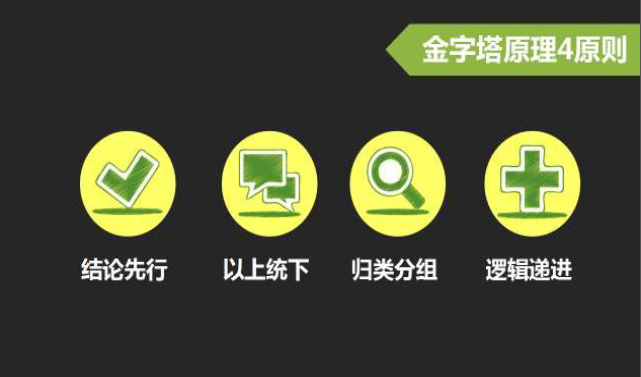 金字塔原理4原则
结论先行
以上统下
归类分组
逻辑递进